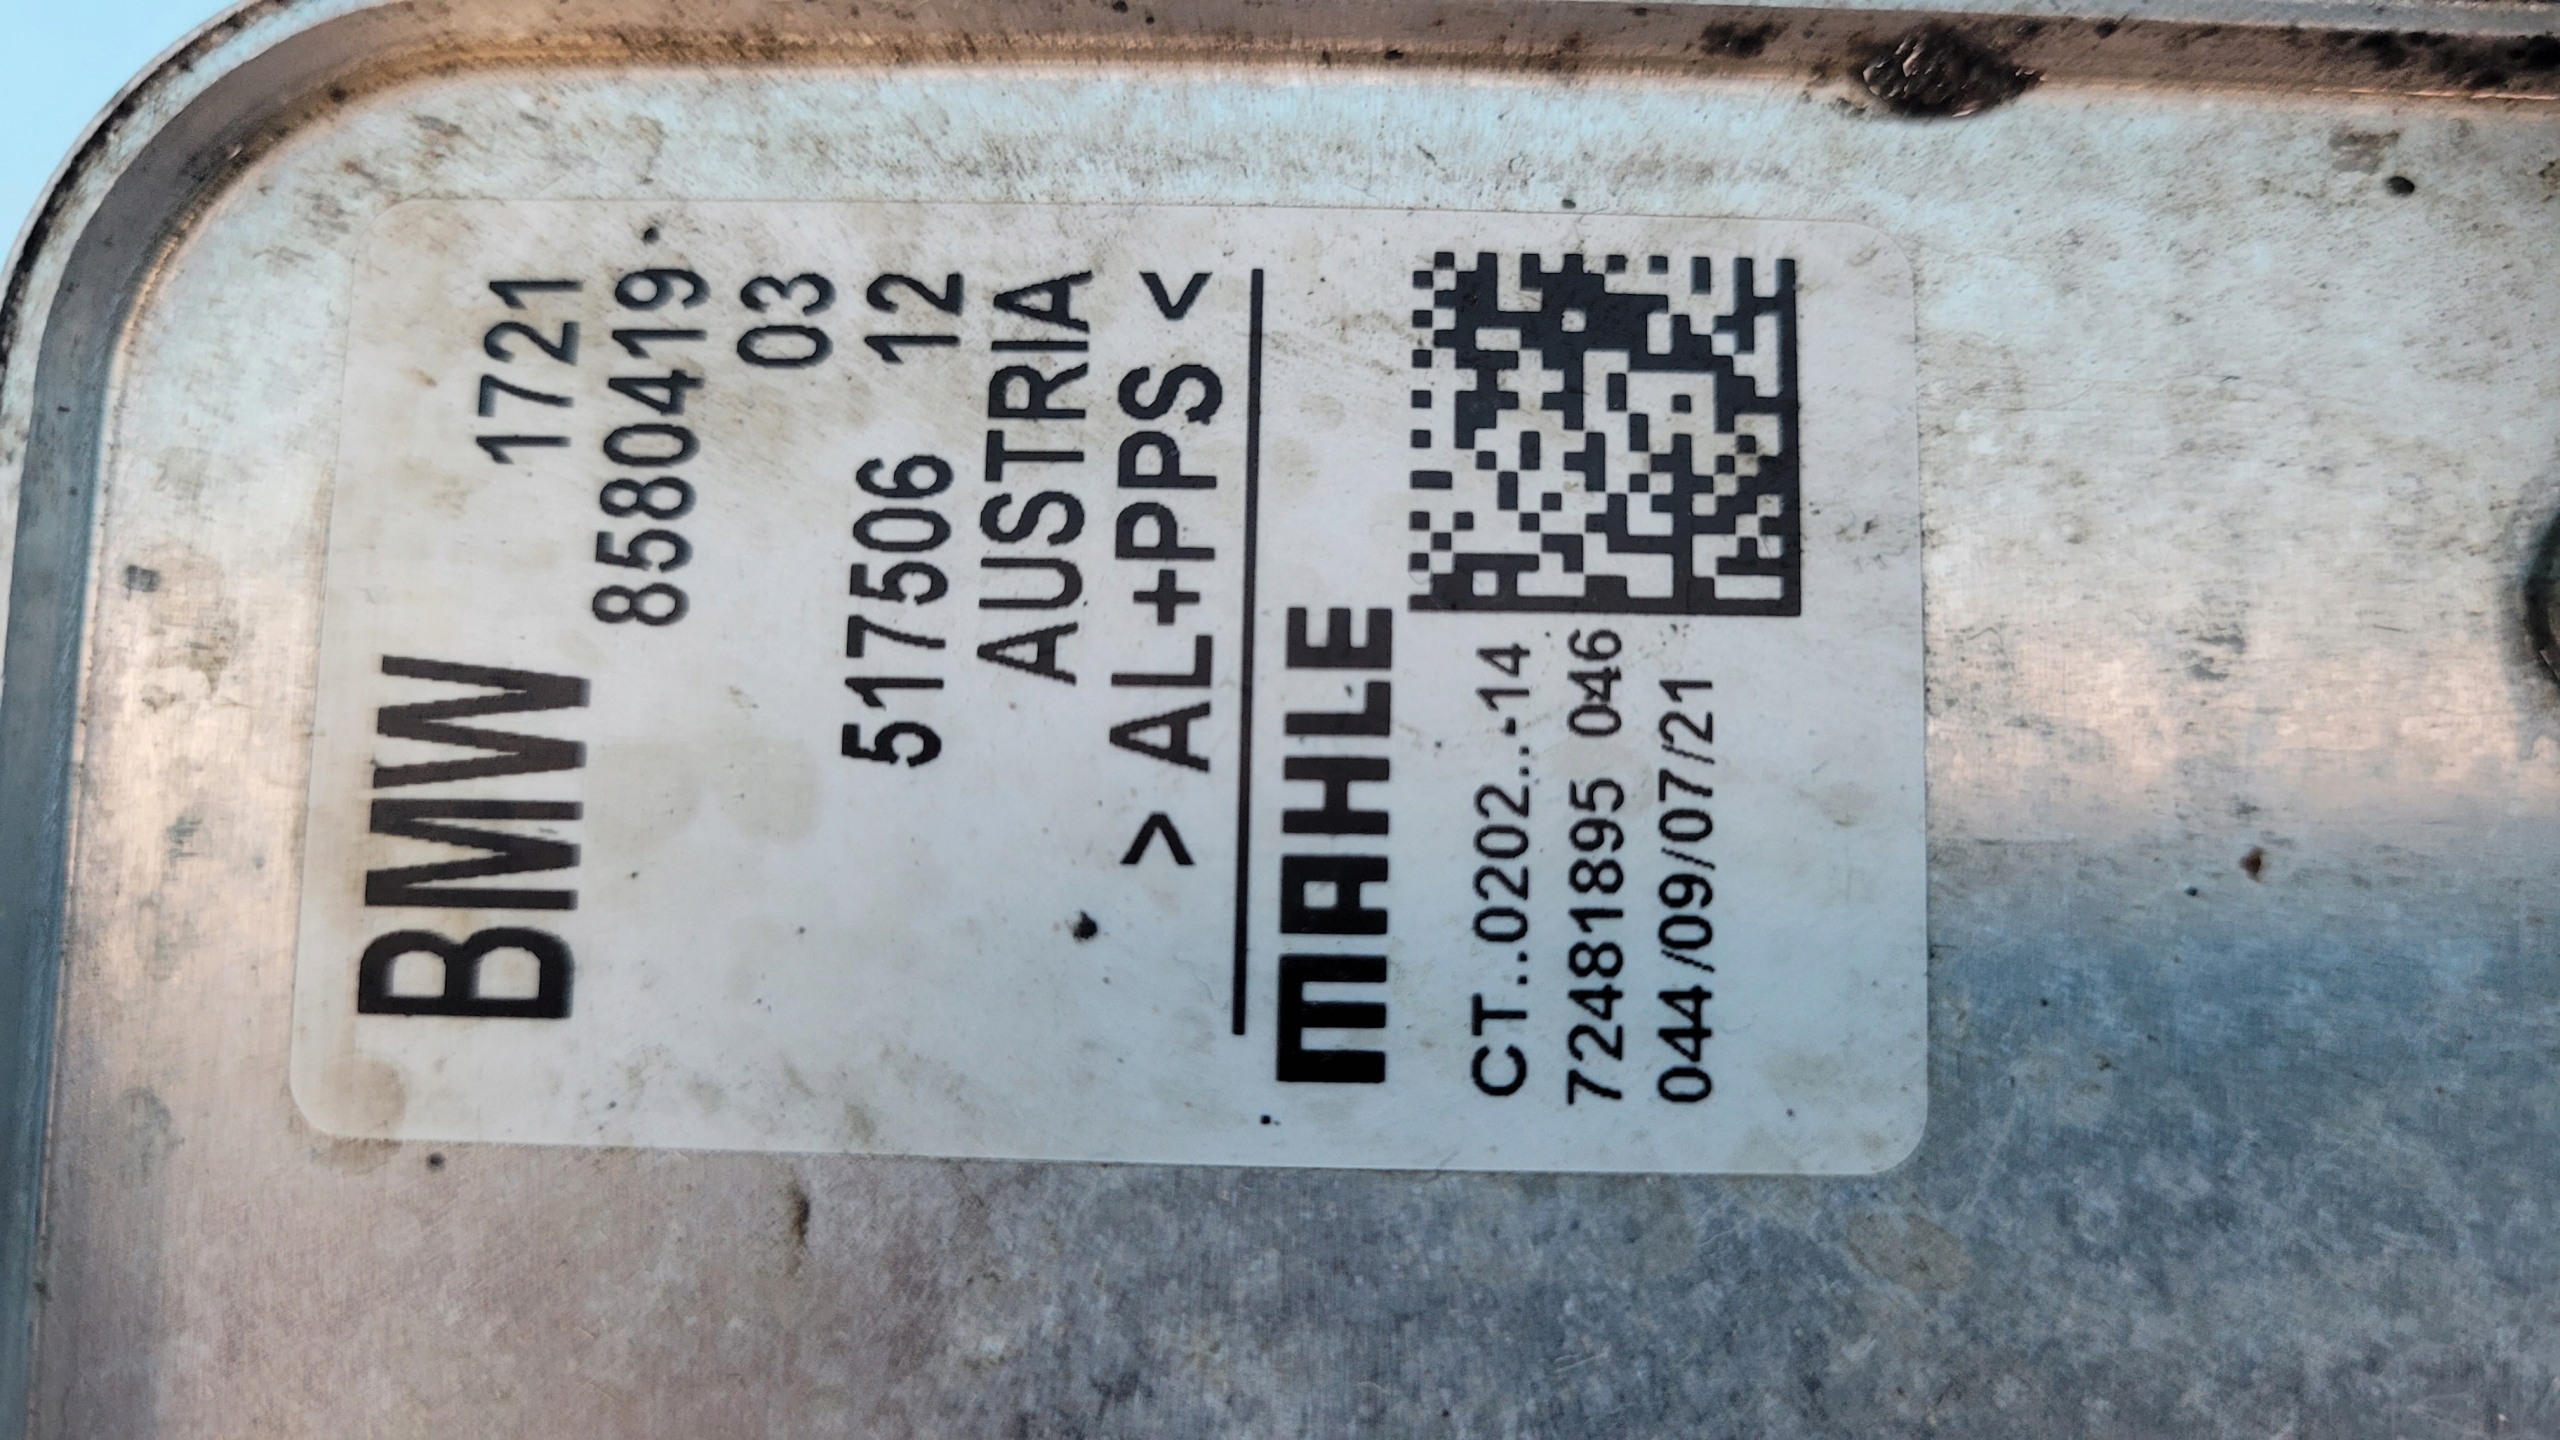 BMW 1721
8580419
03
517506 12
AUSTRIA
> AL+PPS <
MAHLE
CT..0202..-14
72481895 046
044/09/07/21